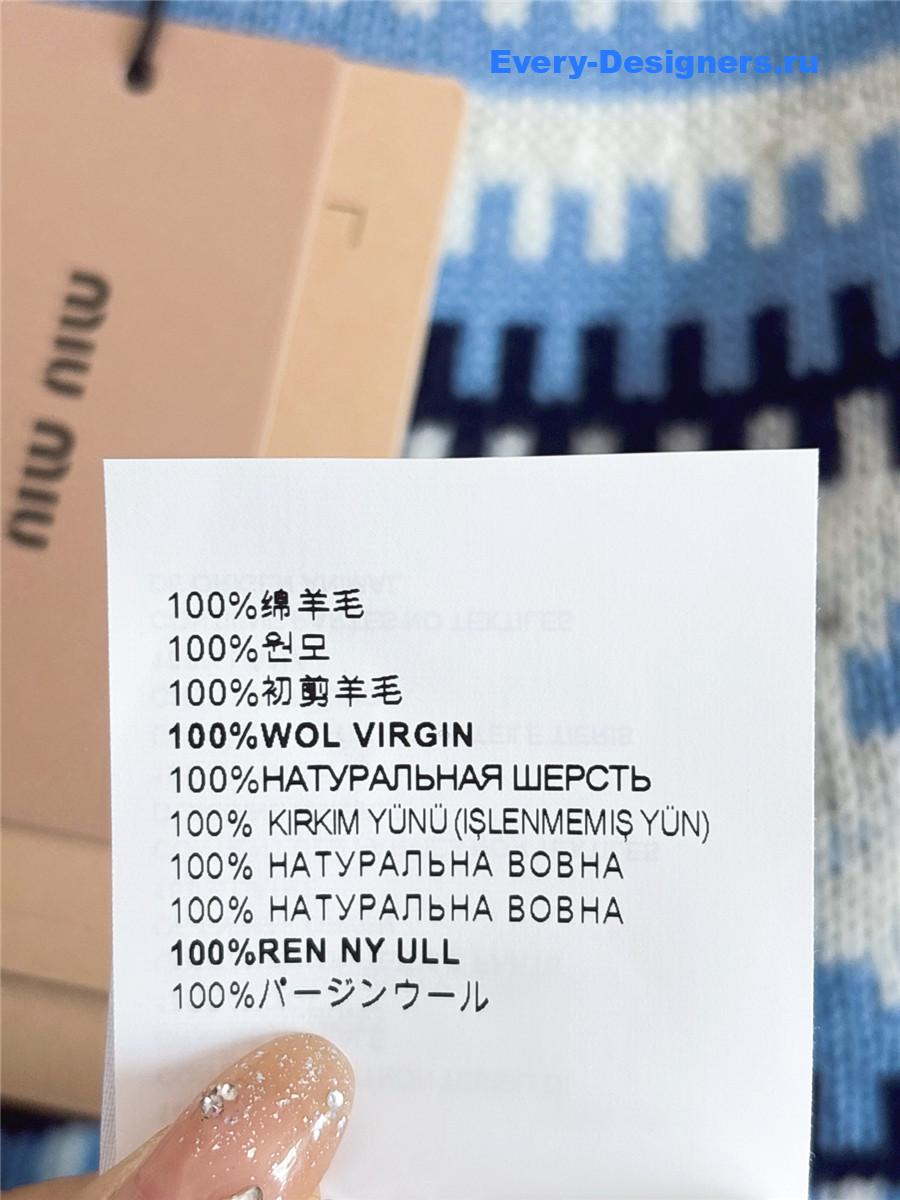 Every-Designers.ru
miu miu
100%绵羊毛
100%원모
100%初剪羊毛
100%WOL VIRGIN
100%НАТУРАЛЬНАЯ ШЕРСТЬ
100% KIRKIM YÜNÜ (IŞLENMEMIŞ YÜN)
100% НАТУРАЛЬНА ВОВНА
100% НАТУРАЛЬНА ВОВНА
100%REN NY ULL
100%バージンウール